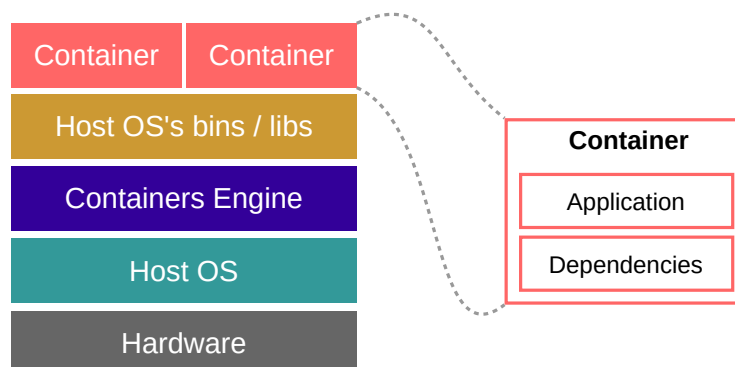 Container
Container
Host OS's bins / libs
Containers Engine
Host OS
Hardware
Container
Application
Dependencies